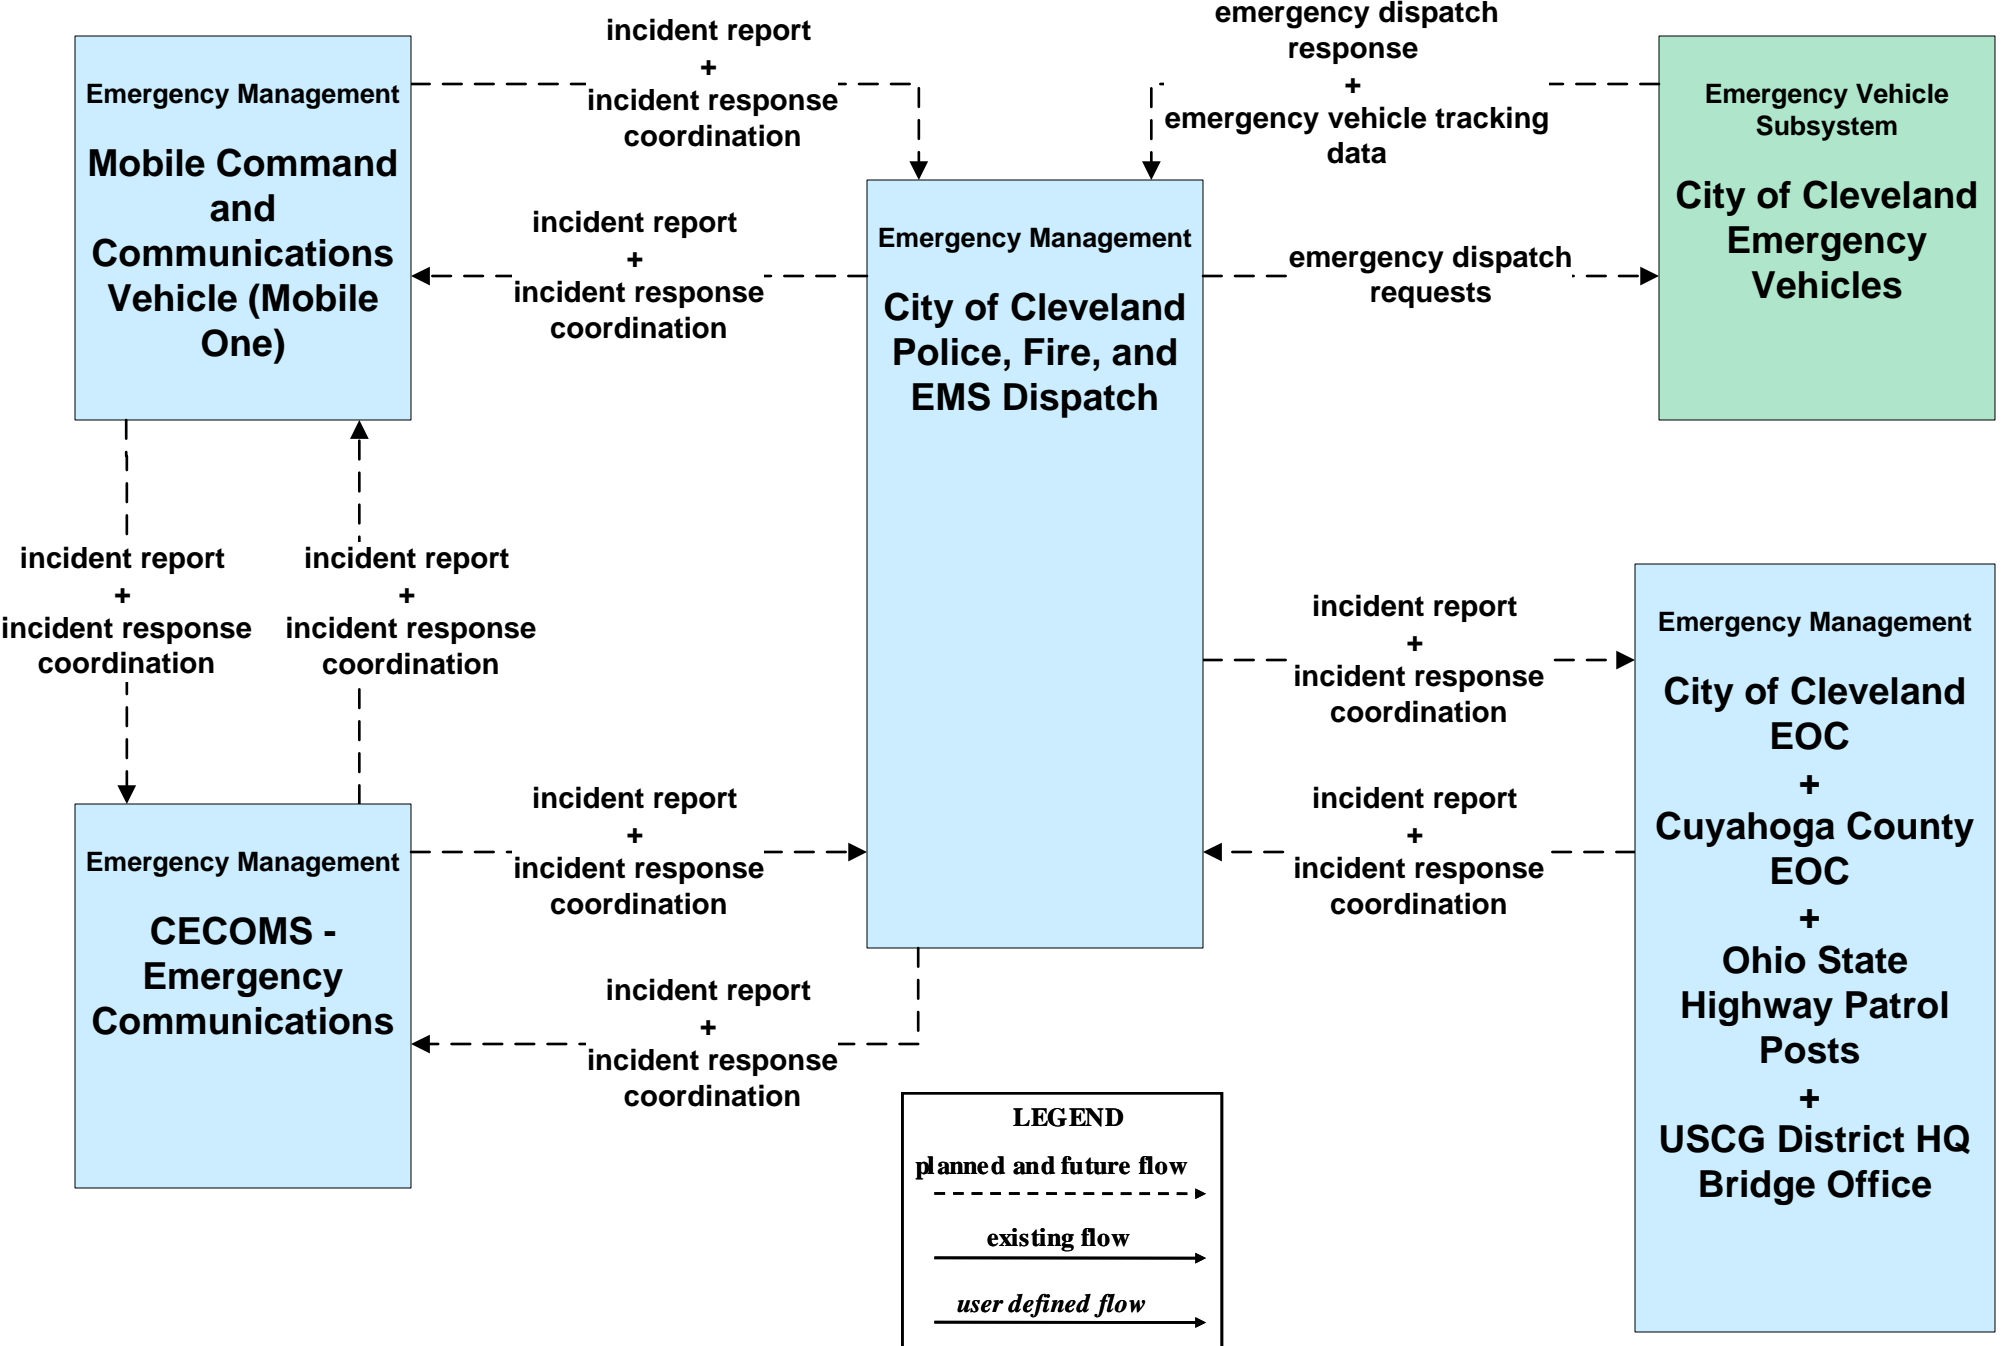 incident report
+
incident response
coordination
emergency dispatch
response
+
emergency vehicle tracking
data
Emergency Management
Mobile Command
and
Communications
Vehicle (Mobile
One)
Emergency Vehicle
Subsystem
City of Cleveland
Emergency
Vehicles
incident report
+
incident response
coordination
Emergency Management
City of Cleveland
Police, Fire, and
EMS Dispatch
emergency dispatch
requests
incident report
+
incident response
coordination
incident report
+
incident response
coordination
incident report
+
incident response
coordination
Emergency Management
City of Cleveland
EOC
+
Cuyahoga County
EOC
+
Ohio State
Highway Patrol
Posts
+
USCG District HQ
Bridge Office
incident report
+
incident response
coordination
incident report
+
incident response
coordination
Emergency Management
CECOMS -
Emergency
Communications
incident report
+
incident response
coordination
LEGEND
planned and future flow
existing flow
user defined flow